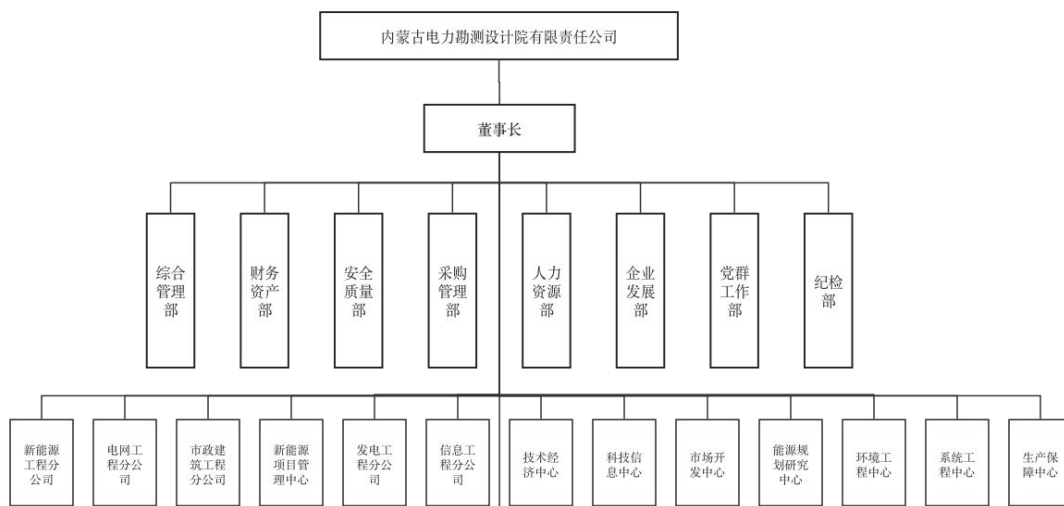 内蒙古电力勘测设计院有限责任公司
董事长
综合
管理
部
财务
资产
部
安全
质量
部
采购
管理
部
人力
资源
部
企业
发展
部
党群
工作
部
纪检
部
新能源
工程分公
司
电网工
程分公
司
市政建
筑工程
分公司
新能源
项目管
理中心
发电工
程分公
司
信息工
程分公
司
技术经
济中心
科技信
息中心
市场开
发中心
能源规
划研究
中心
环境工
程中心
系统工
程中心
生产保
障中心